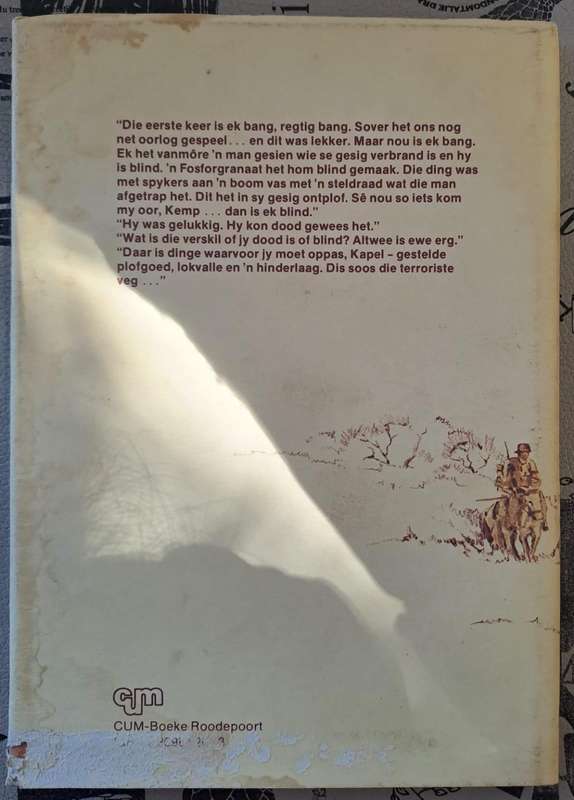 “Die eerste keer is ek bang, regtig bang. Sover het ons nog
net oorlog gespeel . . . en dit was lekker. Maar nou is ek bang.
Ek het vanmôre ’n man gesien wie se gesig verbrand is en hy
is blind. ’n Fosforgranaat het hom blind gemaak. Die ding was
met spykers aan ’n boom vas met ’n steldraad wat die man
afgetrap het. Dit het in sy gesig ontplof. Sê nou so iets kom
my oor, Kemp . . . dan is ek blind.”
“Hy was gelukkig. Hy kon dood gewees het.”
“Wat is die verskil of jy dood is of blind? Altwee is ewe erg.”
“Daar is dinge waarvoor jy moet oppas, Kapel – gestelde
plofgoed, lokvalle en ’n hinderlaag. Dis soos die terroriste
veg . . .”
cum
CUM-Boeke Roodepoort